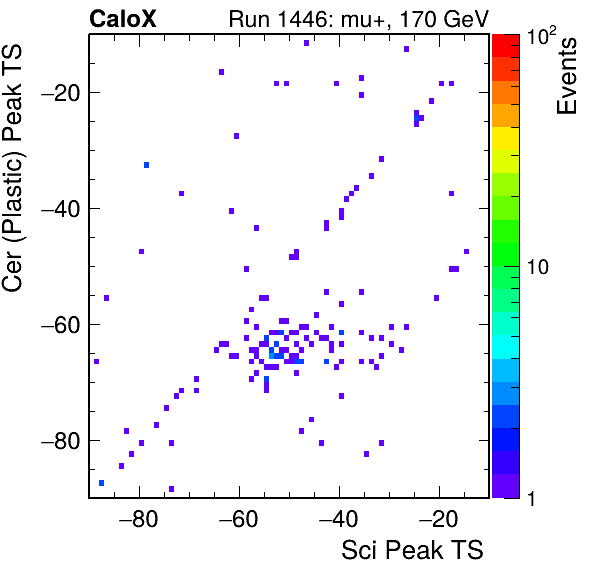 CaloX Run 1446: mu+, 170 GeV
Cer (Plastic) Peak TS
−20
−40
−60
−80
−80 −60 −40 −20
Sci Peak TS
10²
10
1
Events